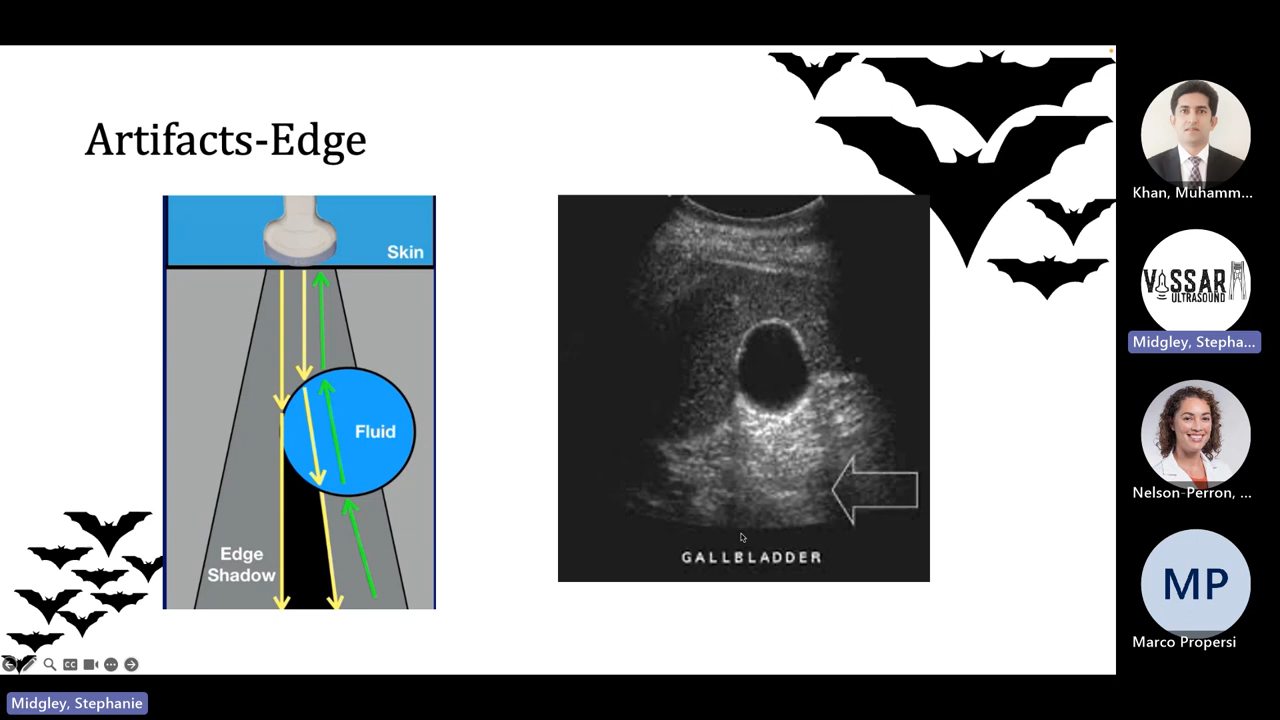 Artifacts-Edge
Skin
Fluid
Edge
Shadow
GALLBLADDER
Khan, Muhamm...
VASSAR
ULTRASOUND
Midgley, Stepha...
Nelson-Perron, ...
MP
Marco Propersi
CC
Midgley, Stephanie